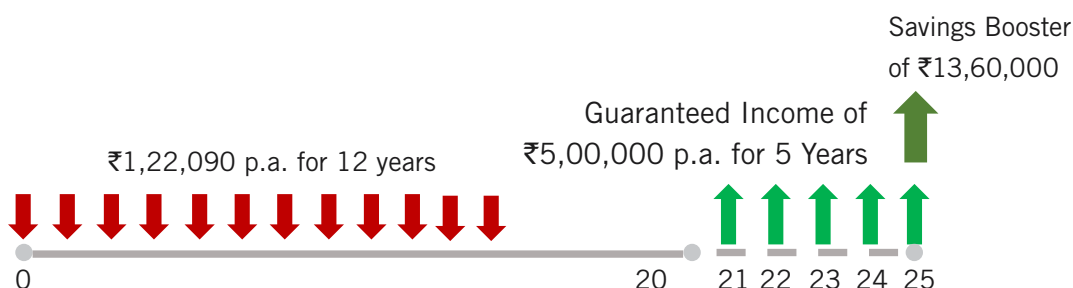 Savings Booster
of ₹13,60,000
Guaranteed Income of
₹5,00,000 p.a. for 5 Years
₹1,22,090 p.a. for 12 years
0 20 21 22 23 24 25